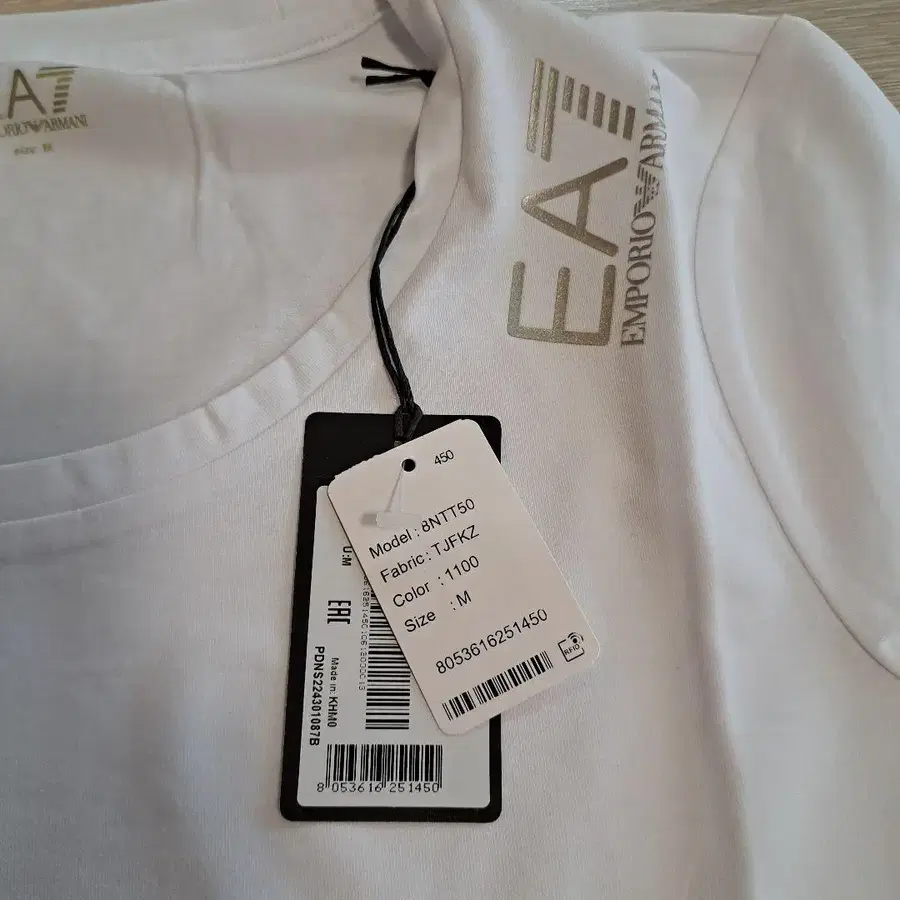 EA7
EMPORIO ARMANI
size M
EA7
EMPORIO ARMANI
450
Model : 8NTT50
Fabric : TJFKZ
Color : 1100
Size : M
8053616251450
RFID
U:M
EAC
Made in: KHM0
PDNS224301087B
8 053616 251450